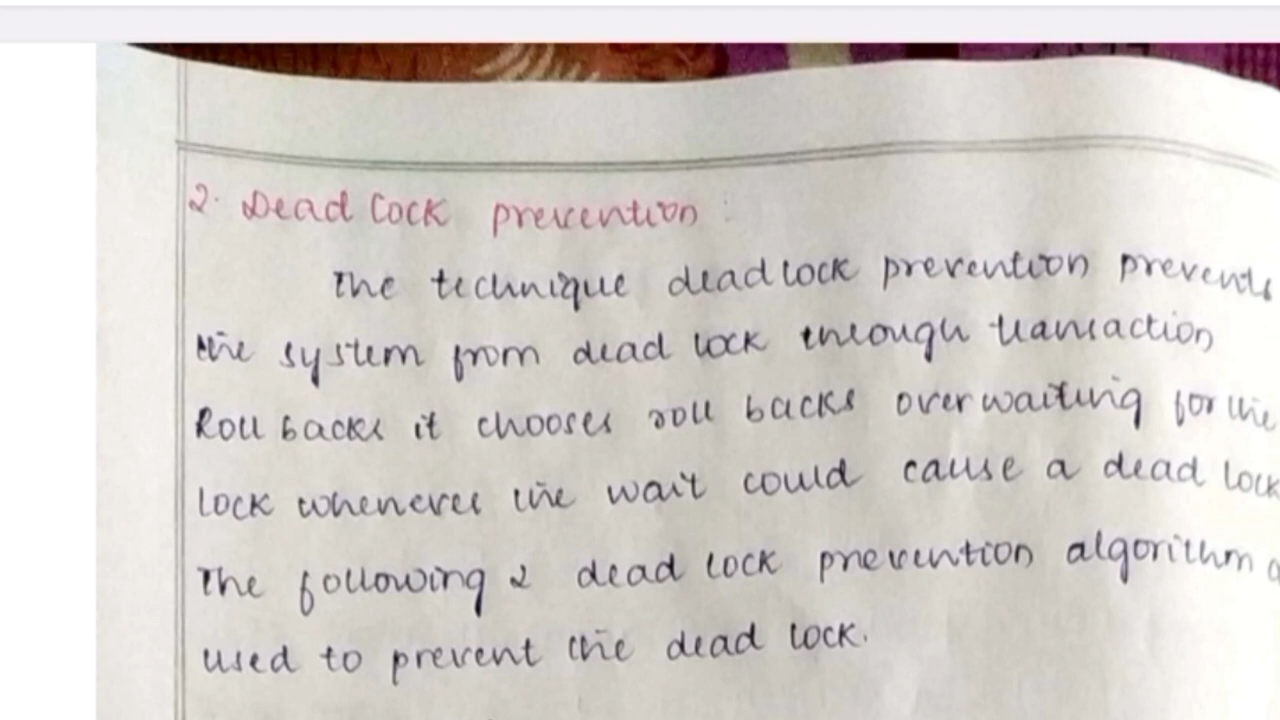 2. Dead lock prevention :
The technique deadlock prevention prevents
the system from dead lock through transaction
Roll backs it chooses roll backs over waiting for the
lock whenever the wait could cause a dead lock
The following 2 dead lock prevention algorithm
used to prevent the dead lock.